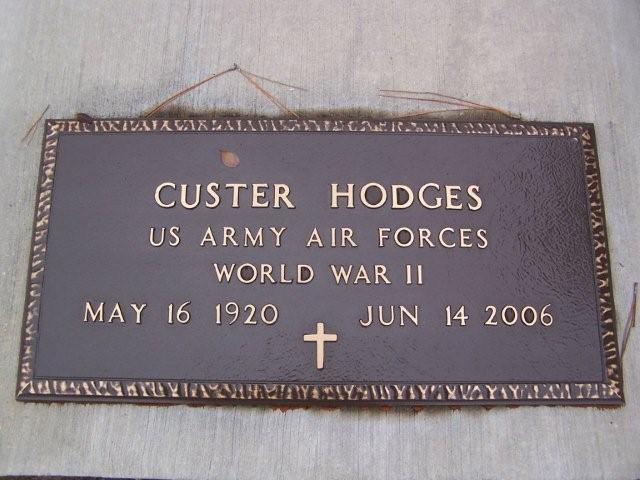 CUSTER HODGES
US ARMY AIR FORCES
WORLD WAR II
MAY 16 1920 JUN 14 2006